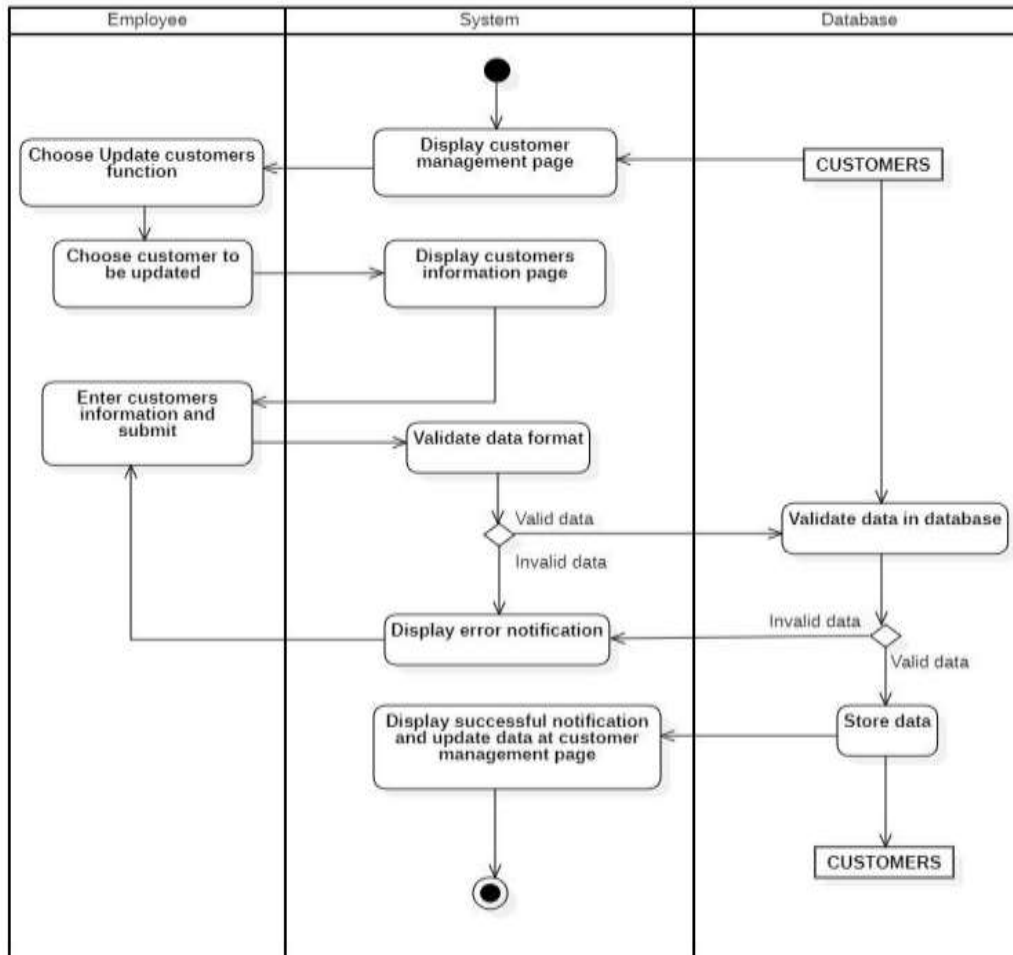 Employee
System
Database
Display customer
management page
Choose Update customers
function
CUSTOMERS
Choose customer to
be updated
Display customers
information page
Enter customers
information and
submit
Validate data format
Valid data
Invalid data
Validate data in database
Display error notification
Invalid data
Valid data
Display successful notification
and update data at customer
management page
Store data
CUSTOMERS